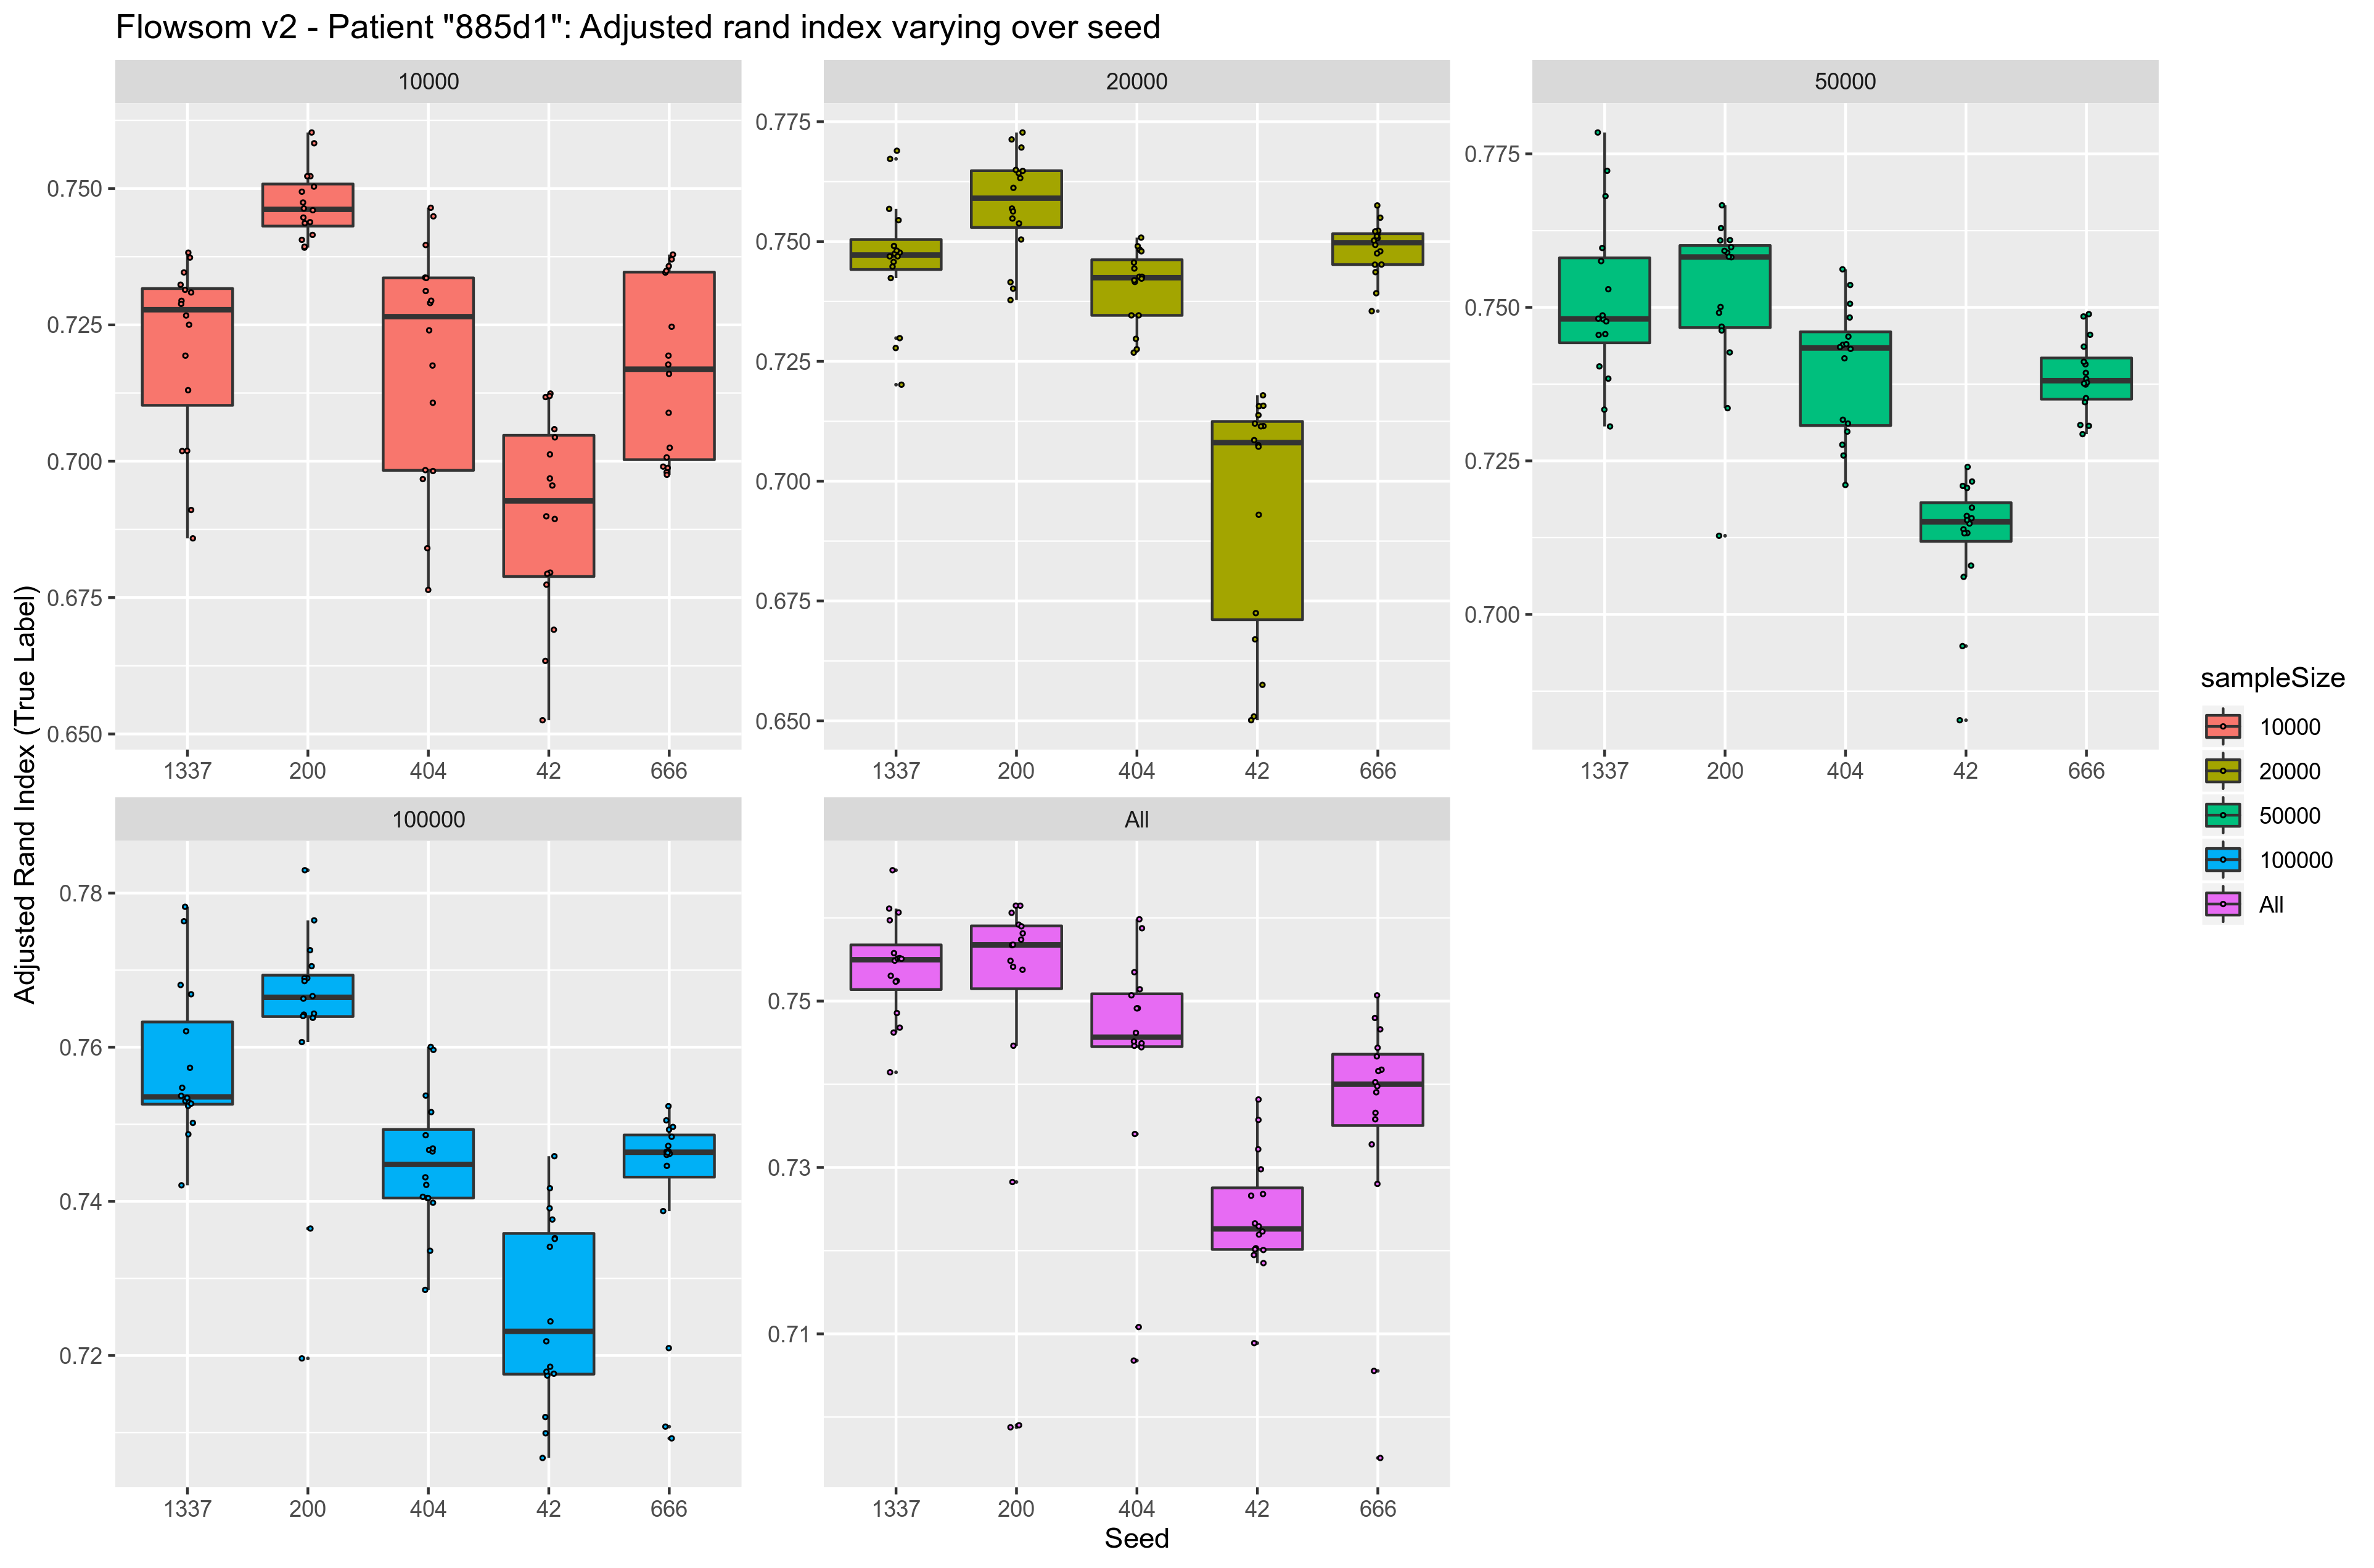 Flowsom v2 - Patient "885d1": Adjusted rand index varying over seed
10000
20000
50000
0.750
0.725
0.700
0.675
0.650
0.775
0.750
0.725
0.700
0.675
0.650
0.775
0.750
0.725
0.700
1337 200 404 42 666
1337 200 404 42 666
1337 200 404 42 666
Adjusted Rand Index (True Label)
100000
All
0.78
0.76
0.74
0.72
0.75
0.73
0.71
1337 200 404 42 666
1337 200 404 42 666
Seed
sampleSize
10000
20000
50000
100000
All